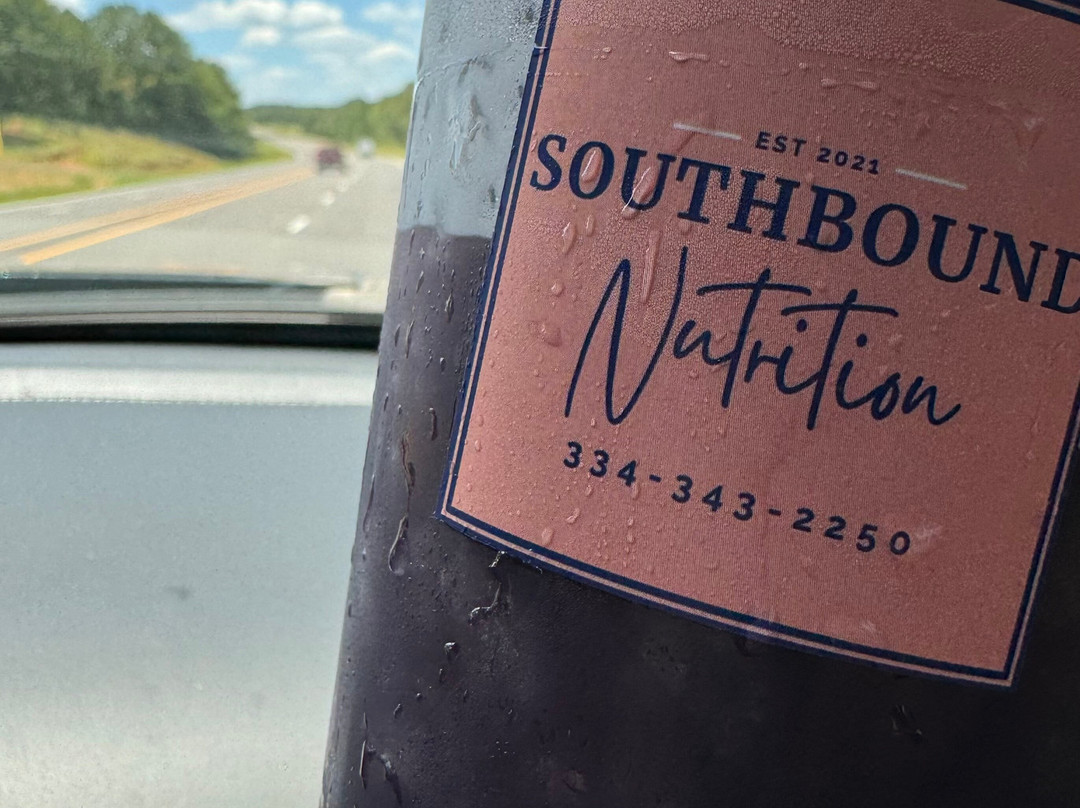 EST 2021
SOUTHBOUND
Nutrition
334-343-2250